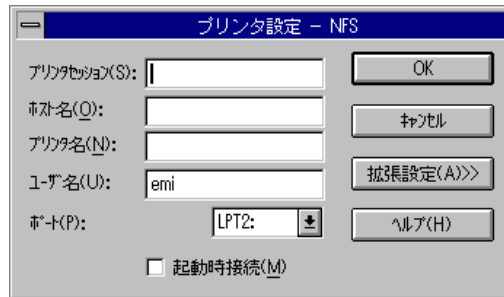 プリンタ設定 - NFS
ﾌﾟﾘﾝﾀｾｯｼｮﾝ(S):
OK
ﾎｽﾄ名(O):
ｷｬﾝｾﾙ
ﾌﾟﾘﾝﾀ名(N):
ﾕｰｻﾞ名(U): emi
拡張設定(A)>>
ﾎﾟｰﾄ(P): LPT2:
ﾍﾙﾌﾟ(H)
起動時接続(M)